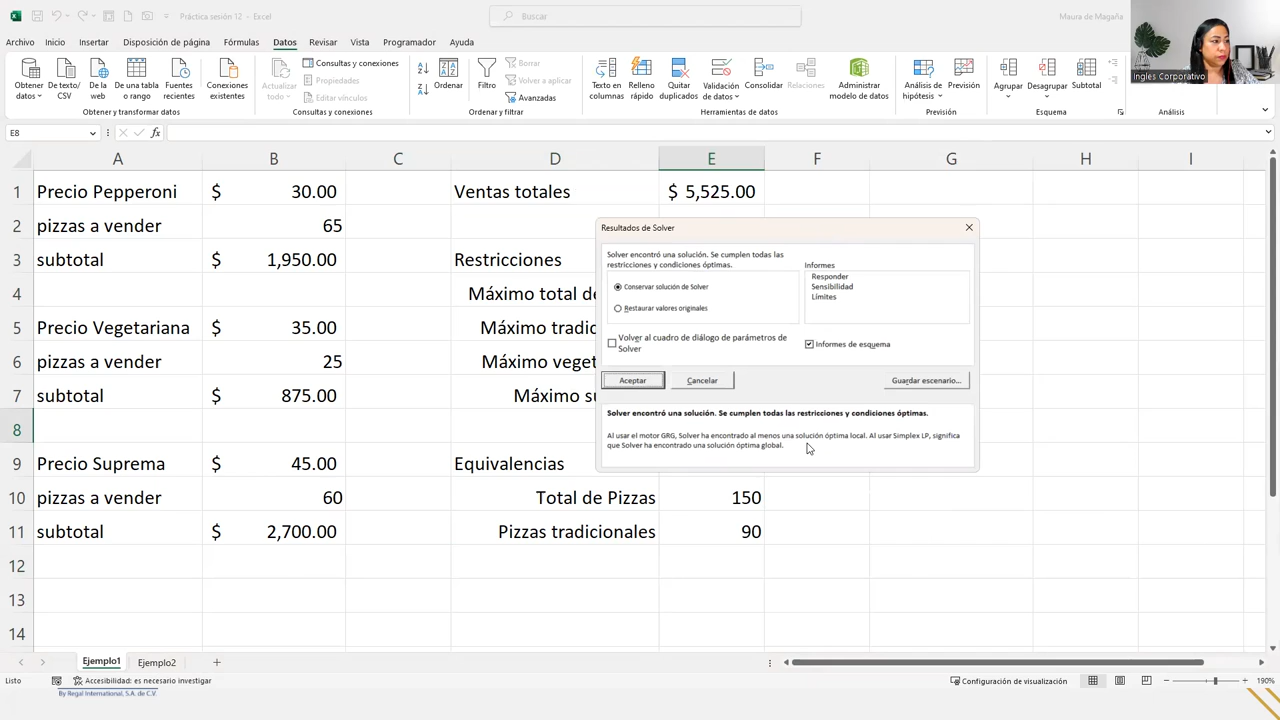 Práctica sesión 12 - Excel
Buscar
Maura de Magaña
Archivo Inicio Insertar Disposición de página Fórmulas Datos Revisar Vista Programador Ayuda
Obtener datos
De texto/ CSV
De la web
De una tabla o rango
Fuentes recientes
Conexiones existentes
Obtener y transformar datos
Actualizar todo
Consultas y conexiones
Propiedades
Editar vínculos
Consultas y conexiones
Ordenar
Filtro
Borrar
Volver a aplicar
Avanzadas
Ordenar y filtrar
Texto en columnas
Relleno rápido
Quitar duplicados
Validación de datos
Consolidar
Relaciones
Administrar modelo de datos
Herramientas de datos
Análisis de hipótesis
Previsión
Previsión
Agrupar
Desagrupar
Subtotal
Esquema
Análisis
Ingles Corporativo
E8
fx
A B C D E F G H I
1 Precio Pepperoni $ 30.00 Ventas totales $ 5,525.00
2 pizzas a vender 65
3 subtotal $ 1,950.00 Restricciones
4 Máximo total de
5 Precio Vegetariana $ 35.00 Máximo tradic
6 pizzas a vender 25 Máximo veget
7 subtotal $ 875.00 Máximo su
8
9 Precio Suprema $ 45.00 Equivalencias
10 pizzas a vender 60 Total de Pizzas 150
11 subtotal $ 2,700.00 Pizzas tradicionales 90
12
13
14
Resultados de Solver
Solver encontró una solución. Se cumplen todas las
restricciones y condiciones óptimas.
Conservar solución de Solver
Restaurar valores originales
Informes
Responder
Sensibilidad
Límites
Volver al cuadro de diálogo de parámetros de
Solver
Informes de esquema
Aceptar Cancelar Guardar escenario...
Solver encontró una solución. Se cumplen todas las restricciones y condiciones óptimas.
Al usar el motor GRG, Solver ha encontrado al menos una solución óptima local. Al usar Simplex LP, significa
que Solver ha encontrado una solución óptima global.
Ejemplo1 Ejemplo2
Listo Accesibilidad: es necesario investigar Configuración de visualización 190%
By Regal International, S.A. de C.V.